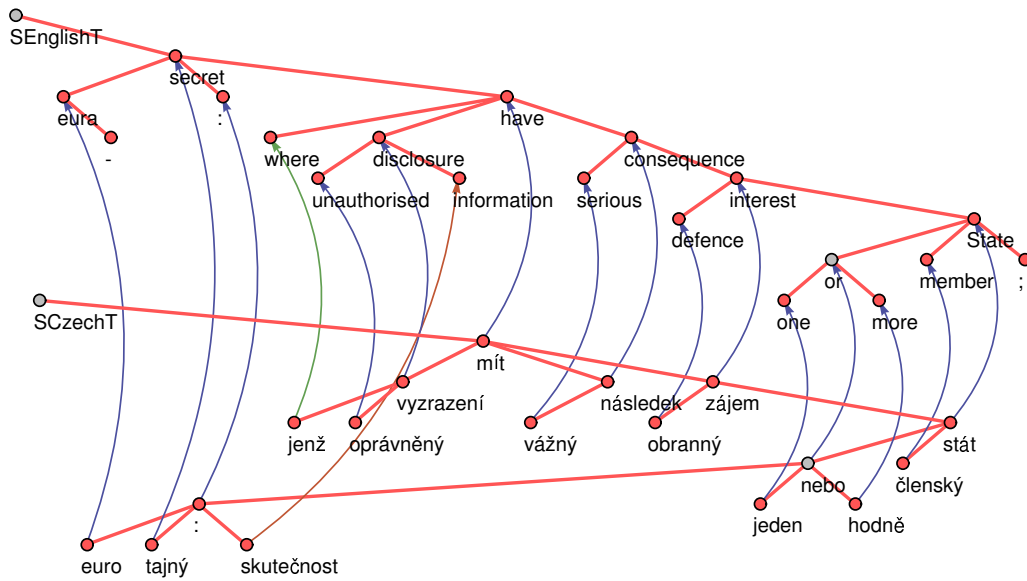 SEnglishT
secret
eura
:
have
-
where
disclosure
consequence
unauthorised
information
serious
interest
defence
State
or
member
;
SCzechT
one
more
mít
vyzrazení
následek
zájem
jenž
oprávněný
vážný
obranný
stát
nebo
členský
:
jeden
hodně
euro
tajný
skutečnost